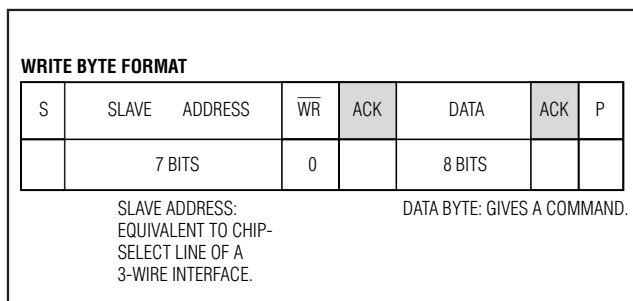 WRITE BYTE FORMAT
S SLAVE ADDRESS WR ACK DATA ACK P
7 BITS 0 8 BITS
SLAVE ADDRESS:
EQUIVALENT TO CHIP-
SELECT LINE OF A
3-WIRE INTERFACE.
DATA BYTE: GIVES A COMMAND.